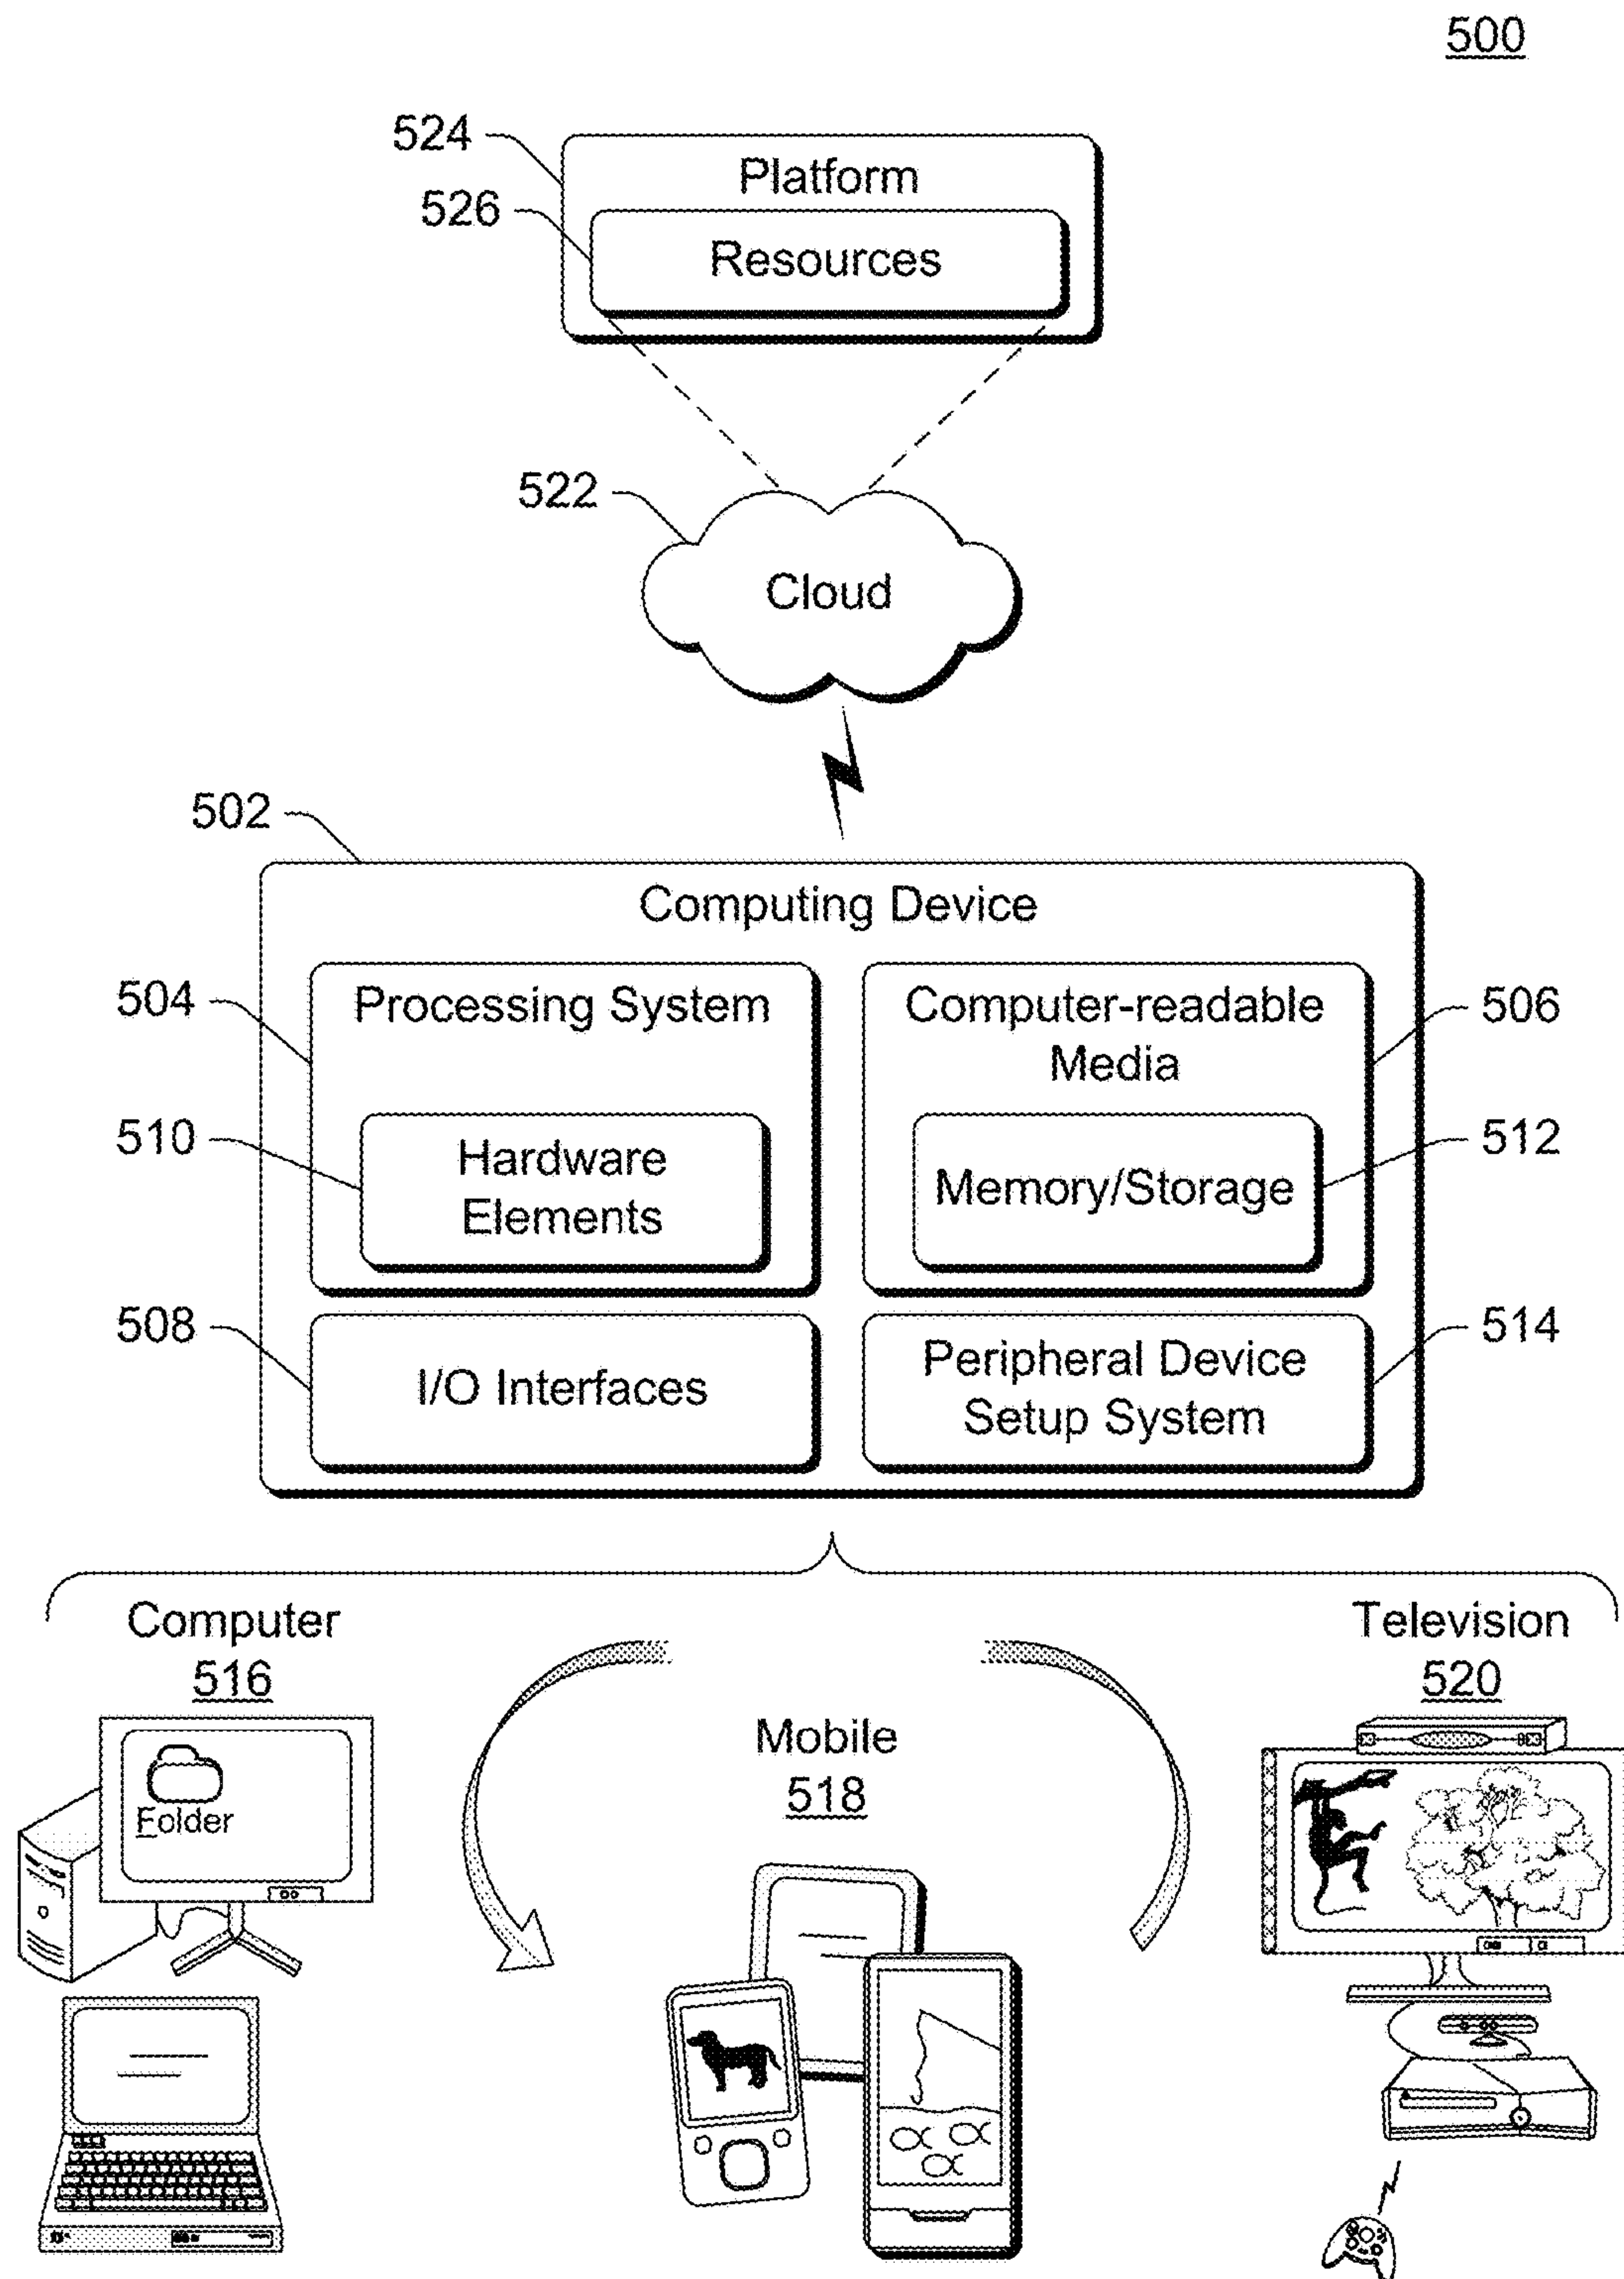 500
524
Platform
526
Resources
522
Cloud
502
Computing Device
504
Processing System
Computer-readable
Media
506
510
Hardware
Elements
Memory/Storage
512
508
I/O Interfaces
Peripheral Device
Setup System
514
Computer
516
Folder
Mobile
518
Television
520